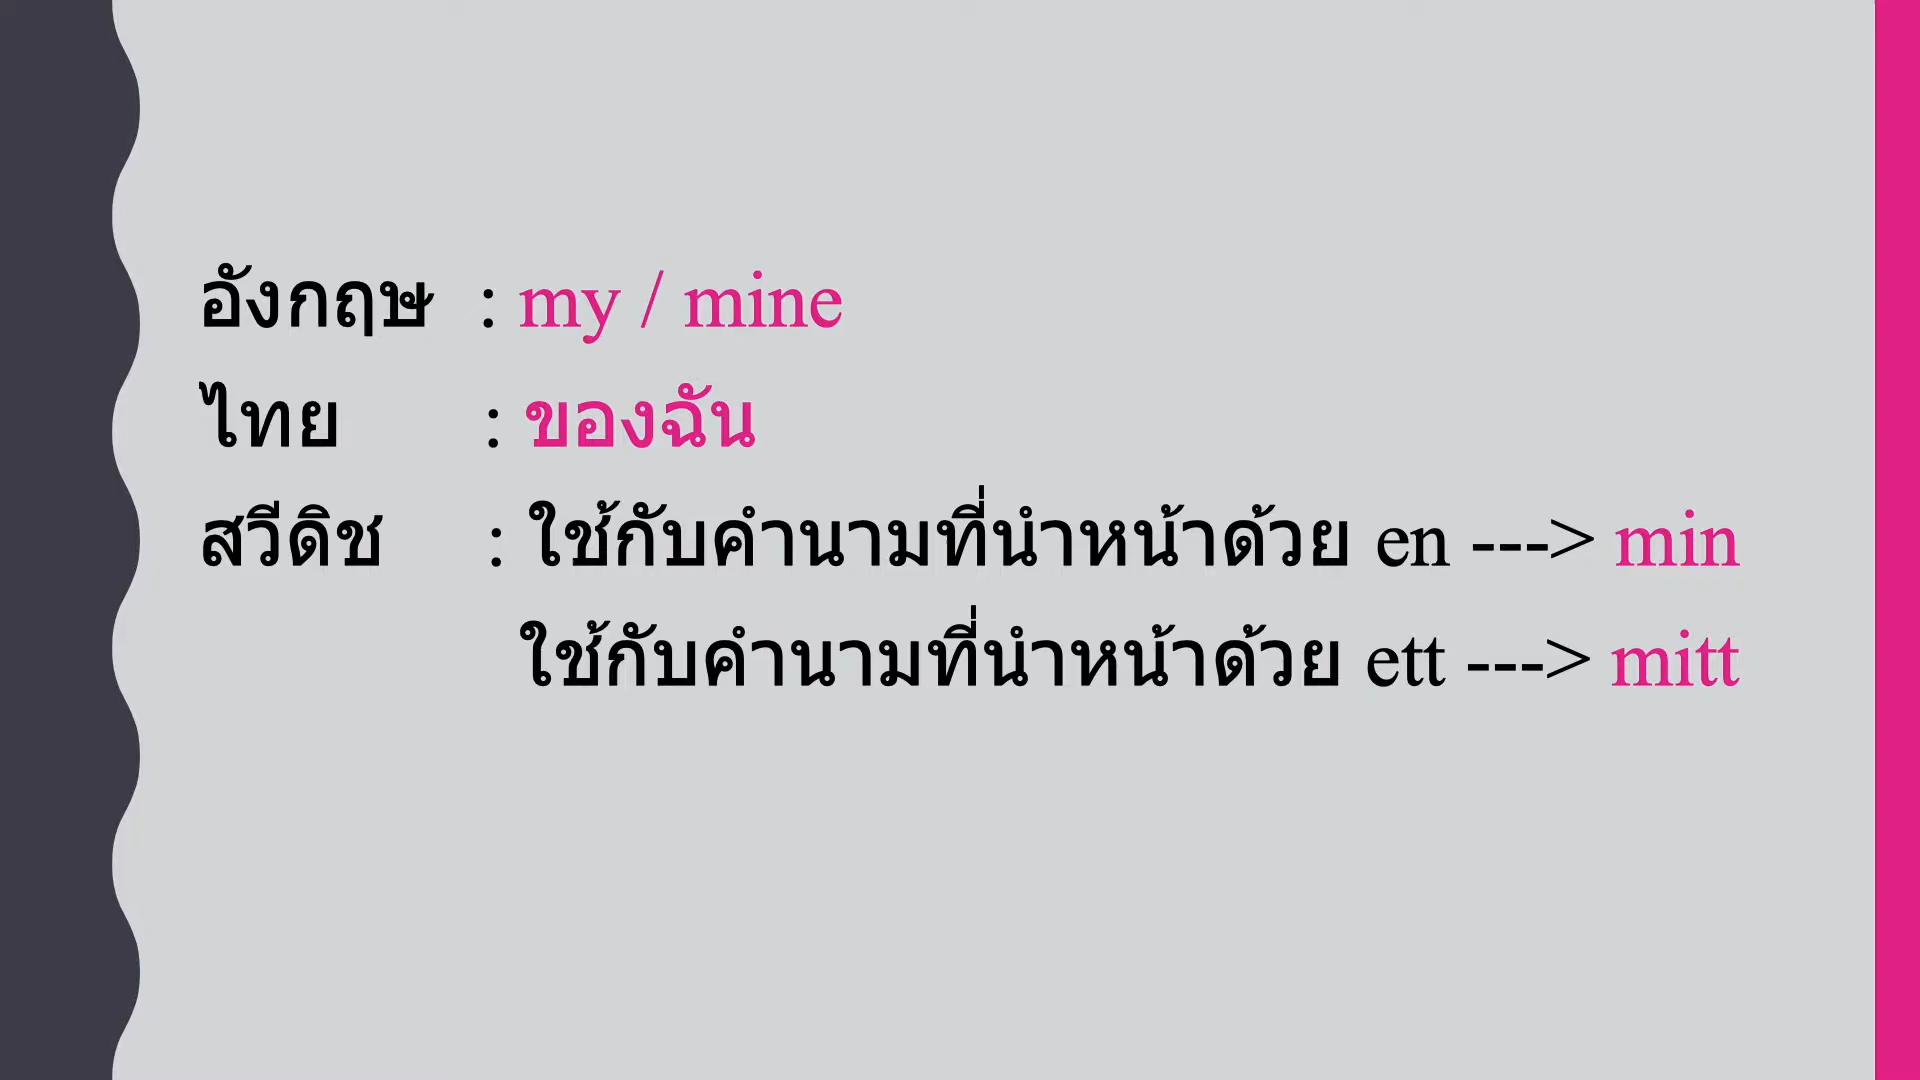 อังกฤษ : my / mine
ไทย : ของฉัน
สวีดิช : ใช้กับคำนามที่นำหน้าด้วย en ---> min
ใช้กับคำนามที่นำหน้าด้วย ett ---> mitt